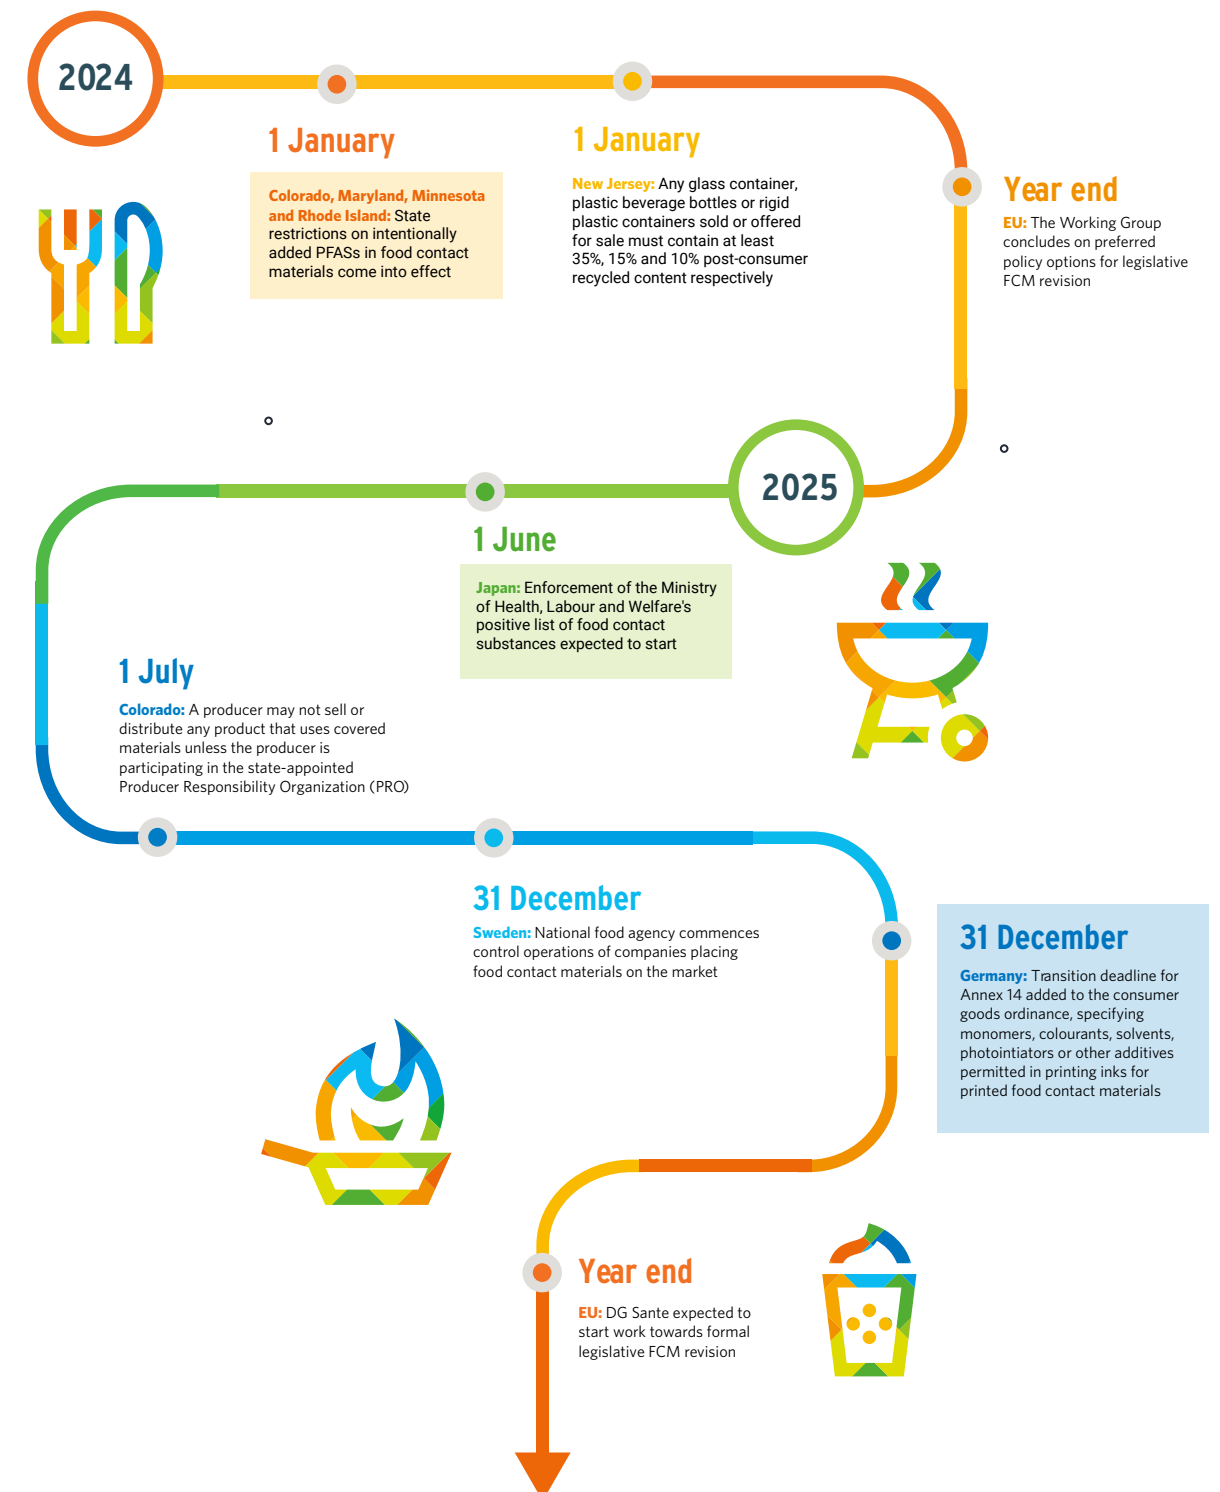 2024
1 January
Colorado, Maryland, Minnesota
and Rhode Island: State
restrictions on intentionally
added PFASs in food contact
materials come into effect
1 January
New Jersey: Any glass container,
plastic beverage bottles or rigid
plastic containers sold or offered
for sale must contain at least
35%, 15% and 10% post-consumer
recycled content respectively
Year end
EU: The Working Group
concludes on preferred
policy options for legislative
FCM revision
2025
1 June
Japan: Enforcement of the Ministry
of Health, Labour and Welfare's
positive list of food contact
substances expected to start
1 July
Colorado: A producer may not sell or
distribute any product that uses covered
materials unless the producer is
participating in the state-appointed
Producer Responsibility Organization (PRO)
31 December
Sweden: National food agency commences
control operations of companies placing
food contact materials on the market
31 December
Germany: Transition deadline for
Annex 14 added to the consumer
goods ordinance, specifying
monomers, colourants, solvents,
photointiators or other additives
permitted in printing inks for
printed food contact materials
Year end
EU: DG Sante expected to
start work towards formal
legislative FCM revision